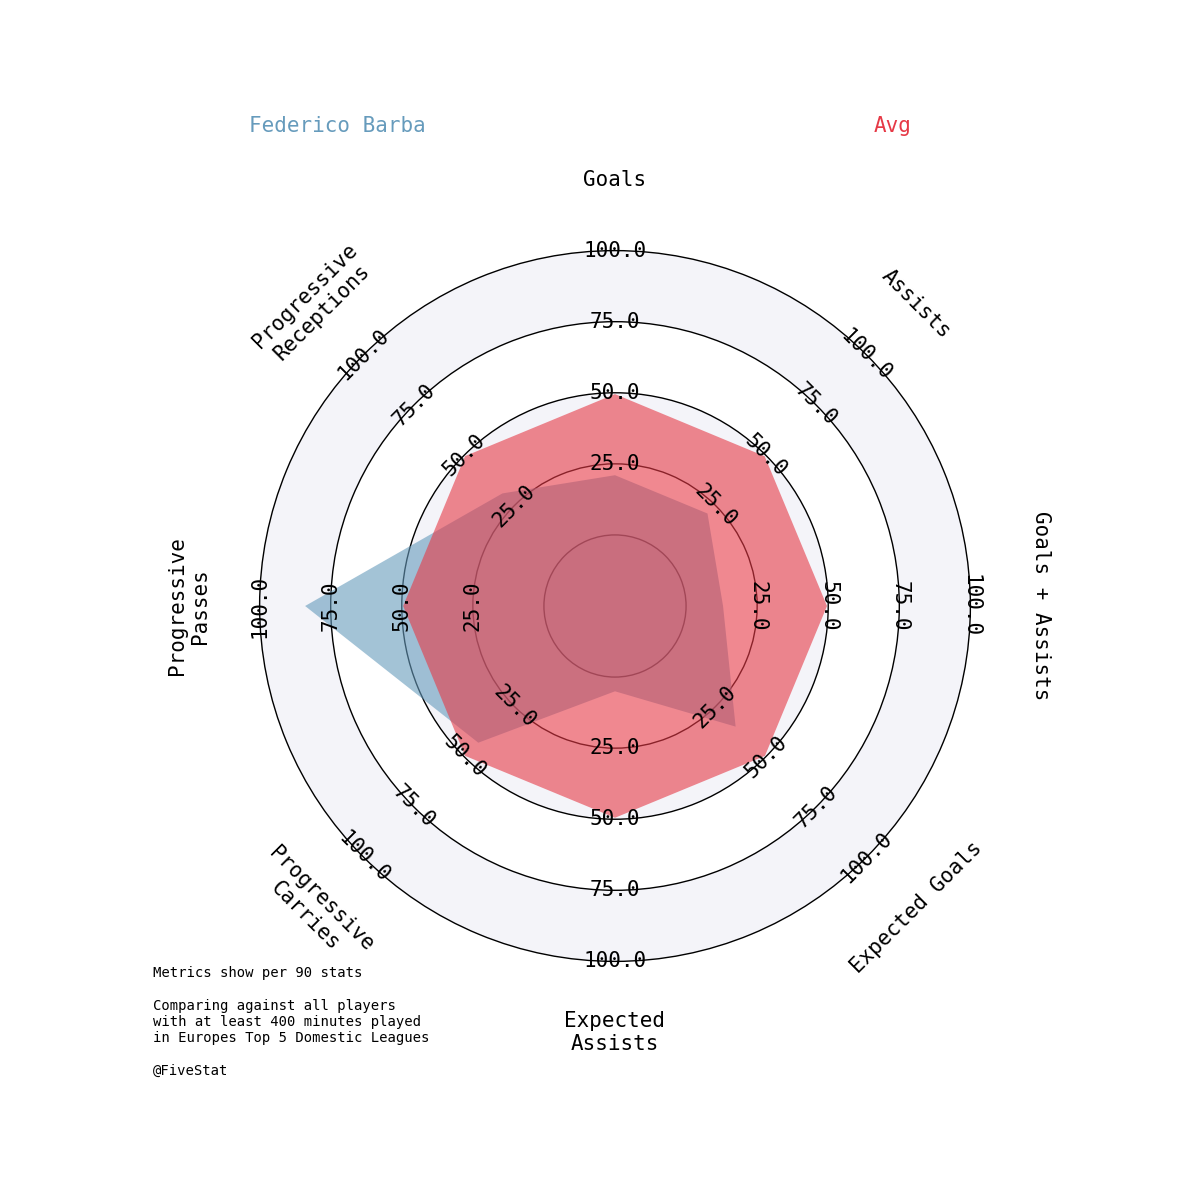 Federico Barba
Avg
Goals
Assists
Goals + Assists
Expected Goals
Expected
Assists
Progressive
Carries
Progressive
Passes
Progressive
Receptions
25.0
50.0
75.0
100.0
25.0
50.0
75.0
100.0
25.0
50.0
75.0
100.0
25.0
50.0
75.0
100.0
25.0
50.0
75.0
100.0
25.0
50.0
75.0
100.0
25.0
50.0
75.0
100.0
25.0
50.0
75.0
100.0
Metrics show per 90 stats
Comparing against all players
with at least 400 minutes played
in Europes Top 5 Domestic Leagues
@FiveStat